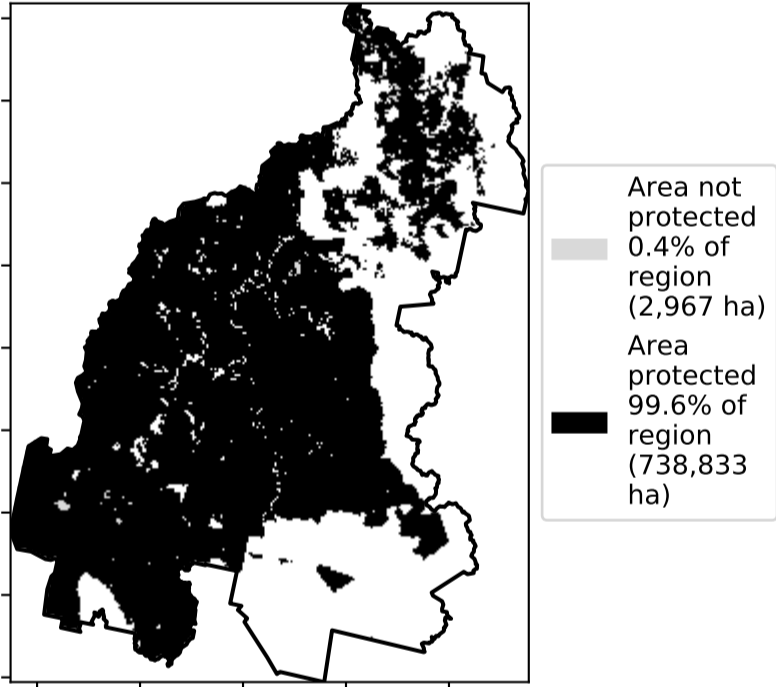 Area not
protected
0.4% of
region
(2,967 ha)
Area
protected
99.6% of
region
(738,833
ha)